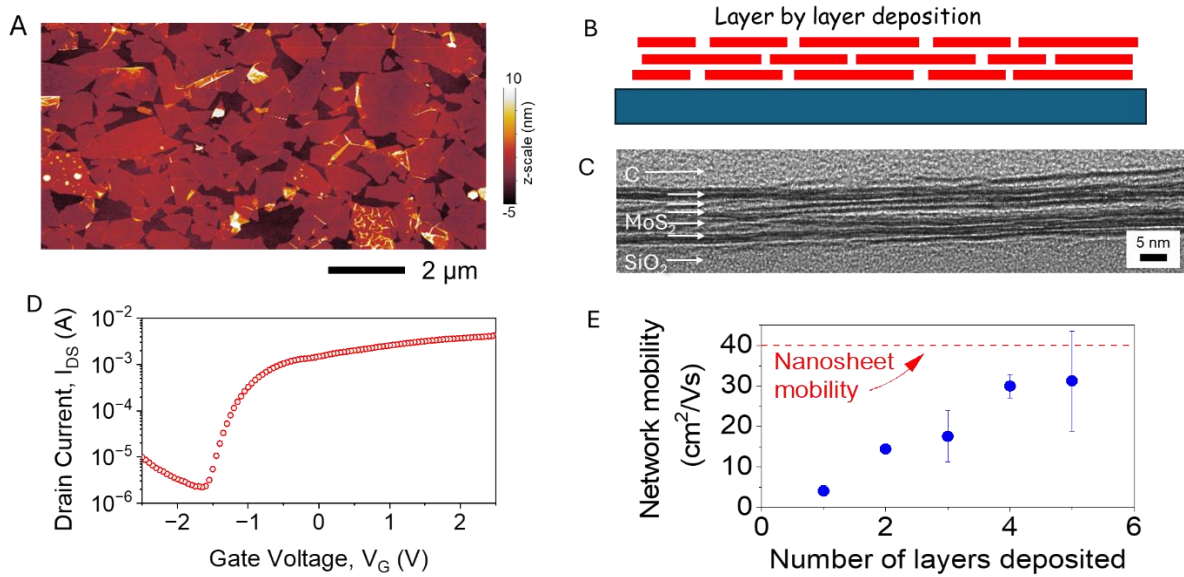 A
10
z-scale (nm)
-5
2 µm
B
Layer by layer deposition
C
C
MoS₂
SiO₂
5 nm
D
Drain Current, I_DS (A)
10⁻²
10⁻³
10⁻⁴
10⁻⁵
10⁻⁶
−2
−1
0
1
2
Gate Voltage, V_G (V)
E
Network mobility
(cm²/Vs)
40
30
20
10
0
Nanosheet
mobility
0
2
4
6
Number of layers deposited